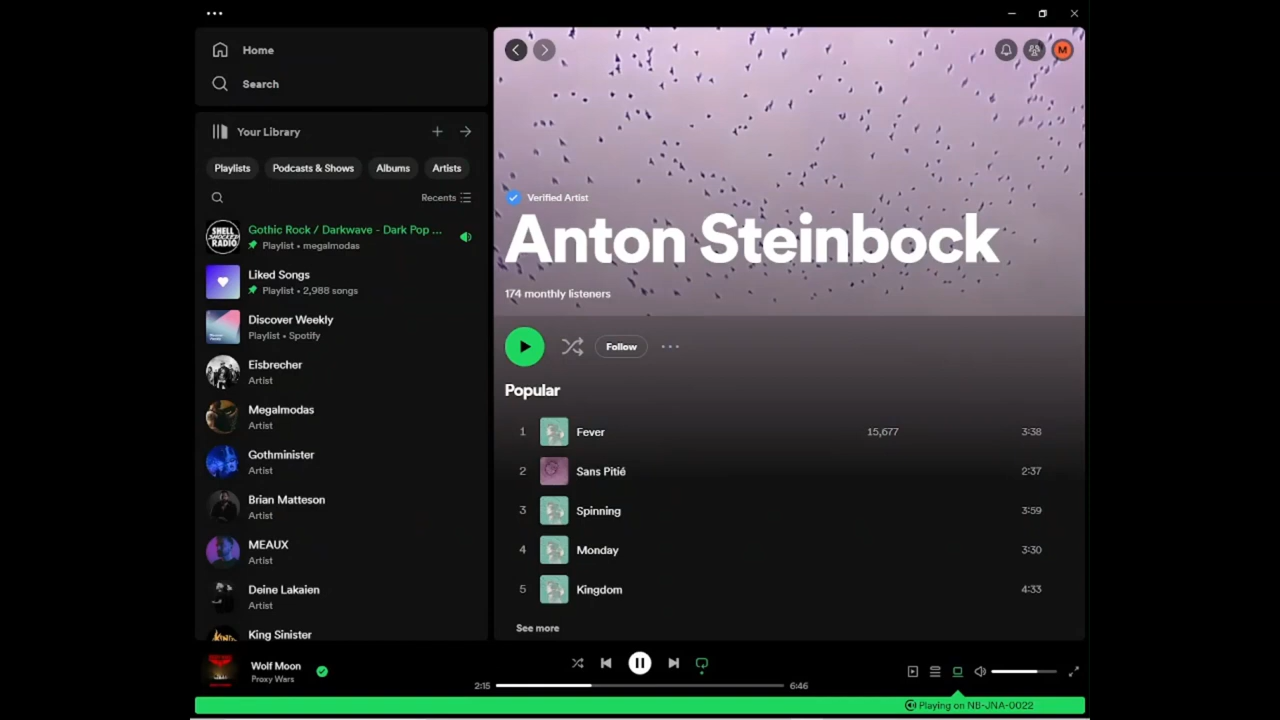 Home
Search
Your Library
Playlists
Podcasts & Shows
Albums
Artists
Recents
SHELL SHOCKED RADIO
Gothic Rock / Darkwave - Dark Pop ...
Playlist • megalmodas
Liked Songs
Playlist • 2,988 songs
Discover Weekly
Playlist • Spotify
Eisbrecher
Artist
Megalmodas
Artist
Gothminister
Artist
Brian Matteson
Artist
MEAUX
Artist
Deine Lakaien
Artist
King Sinister
M
Verified Artist
Anton Steinbock
174 monthly listeners
Follow
Popular
1 Fever 15,677 3:38
2 Sans Pitié 2:37
3 Spinning 3:59
4 Monday 3:30
5 Kingdom 4:33
See more
Wolf Moon
Proxy Wars
2:15
6:46
Playing on NB-JNA-0022